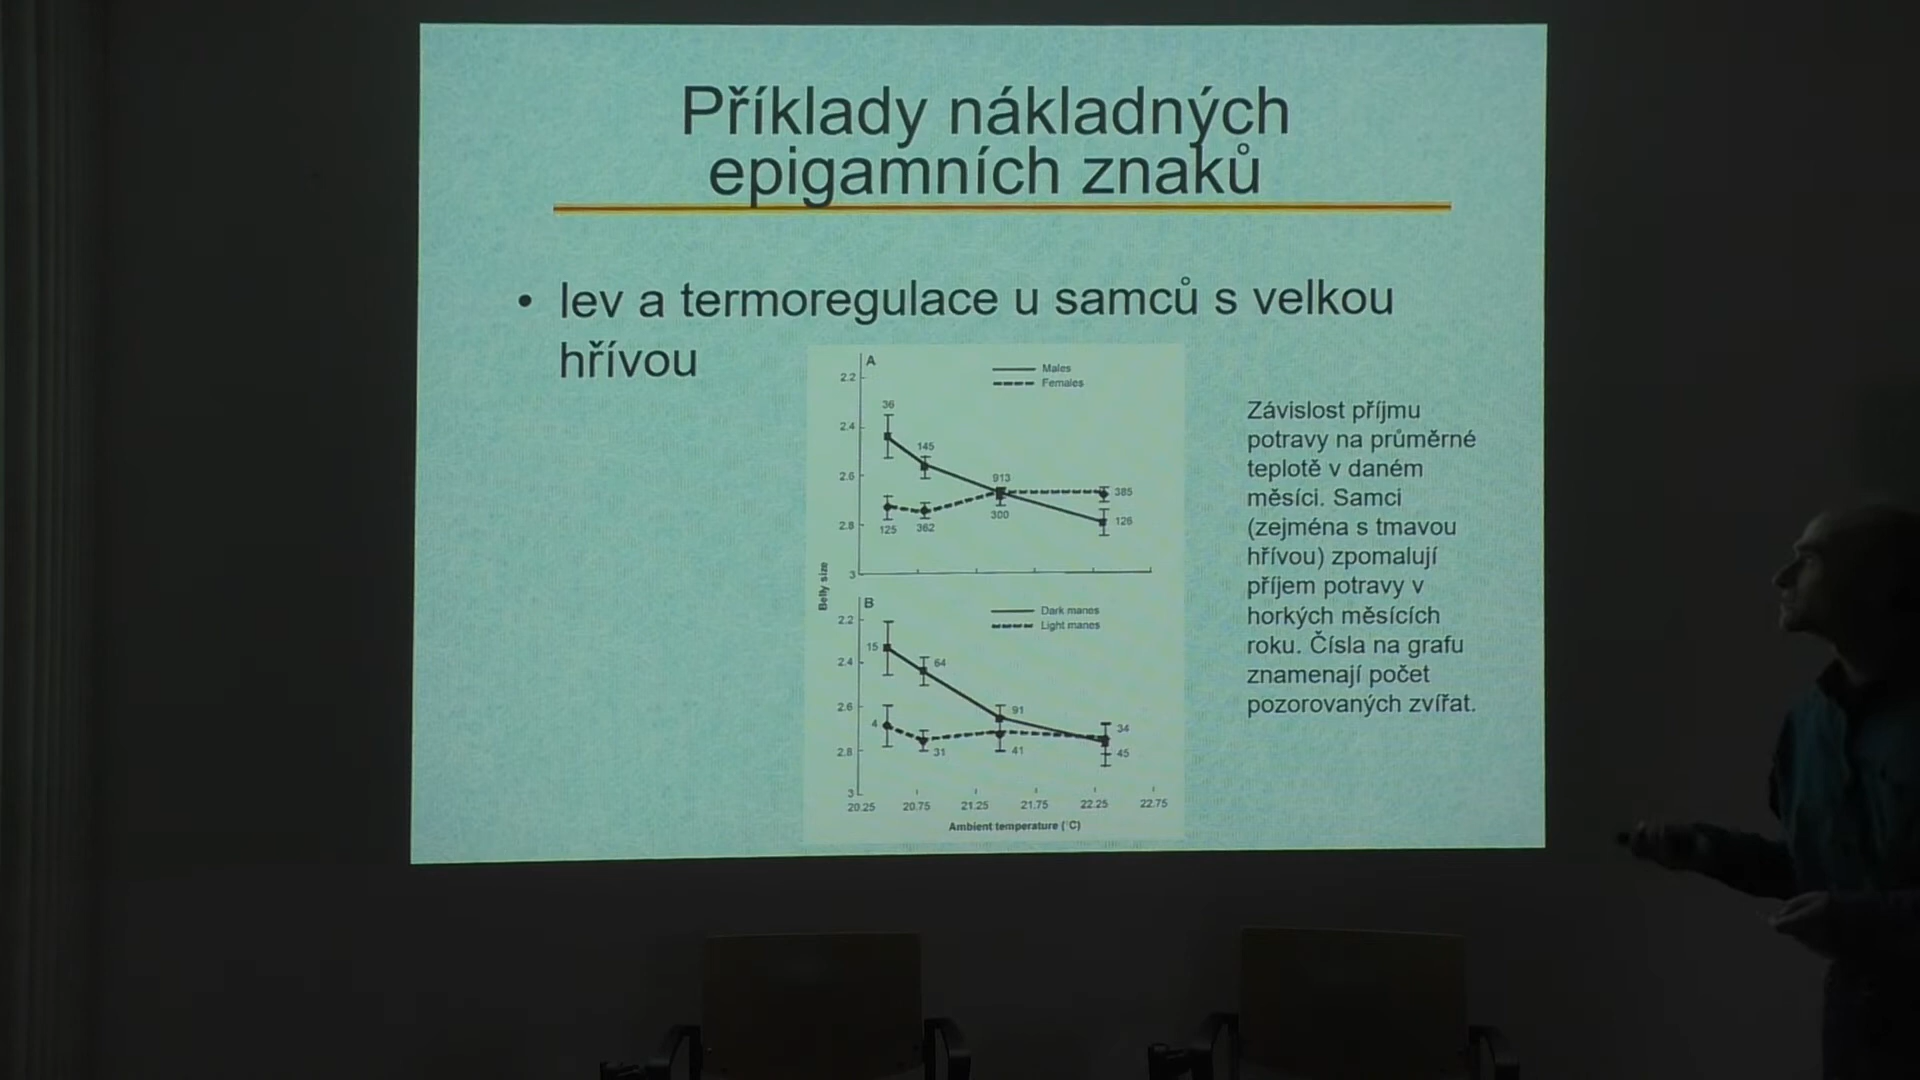 Příklady nákladných
epigamních znaků
• lev a termoregulace u samců s velkou
hřívou
A
Males
Females
2.2
2.4
2.6
2.8
3
36
145
913
385
125
362
300
126
Belly size
B
Dark manes
Light manes
2.2
2.4
2.6
2.8
3
15
64
91
34
4
31
41
45
20.25 20.75 21.25 21.75 22.25 22.75
Ambient temperature (°C)
Závislost příjmu
potravy na průměrné
teplotě v daném
měsíci. Samci
(zejména s tmavou
hřívou) zpomalují
příjem potravy v
horkých měsících
roku. Čísla na grafu
znamenají počet
pozorovaných zvířat.